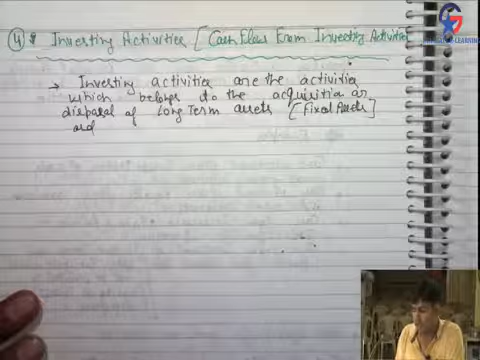 4 Investing Activities [Cash Flow From Investing Activities
→ Investing activities are the activities
which belongs to the acquisition or
disposal of Long Term assets [Fixed Assets]
and